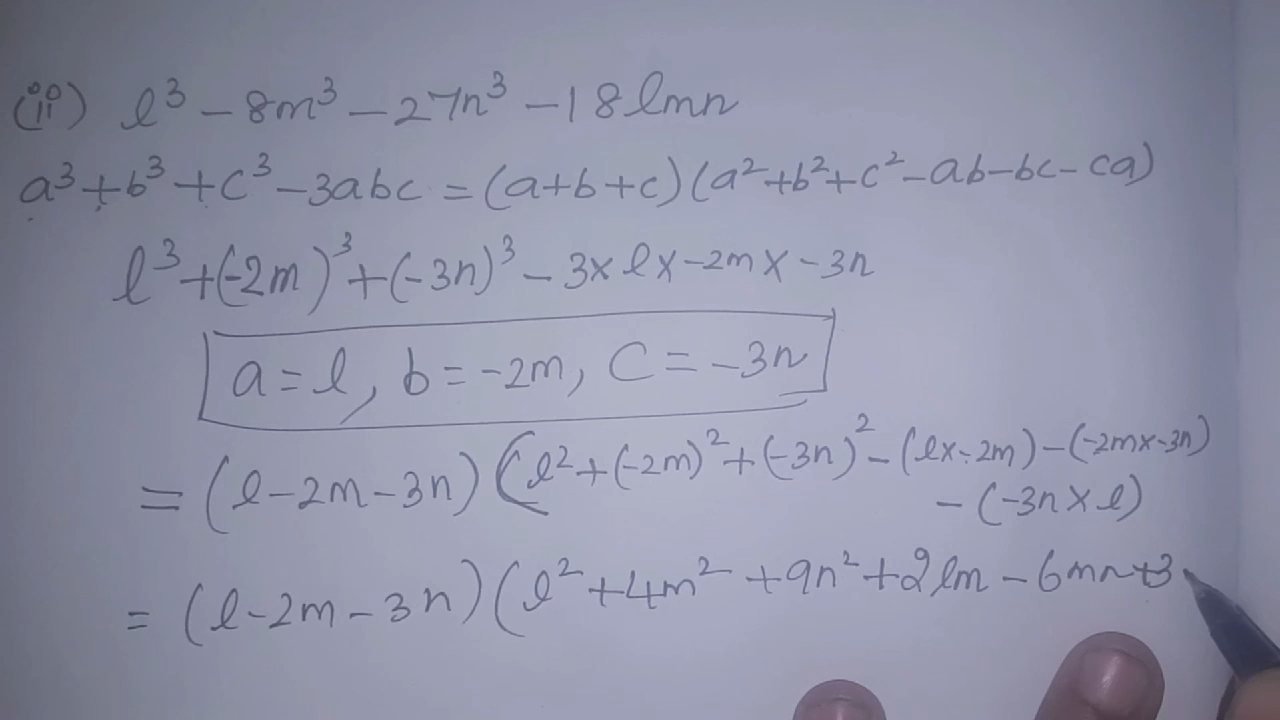 (ii) l³ - 8m³ - 27n³ - 18lmn
a³ + b³ + c³ - 3abc = (a+b+c) (a² + b² + c² - ab - bc - ca)
l³ + (-2m)³ + (-3n)³ - 3x l x -2m x -3n
a = l, b = -2m, C = -3n
= (l - 2m - 3n) (l² + (-2m)² + (-3n)² - (l x -2m) - (-2m x -3n)
- (-3n x l)
= (l - 2m - 3n) (l² + 4m² + 9n² + 2lm - 6mn + 3